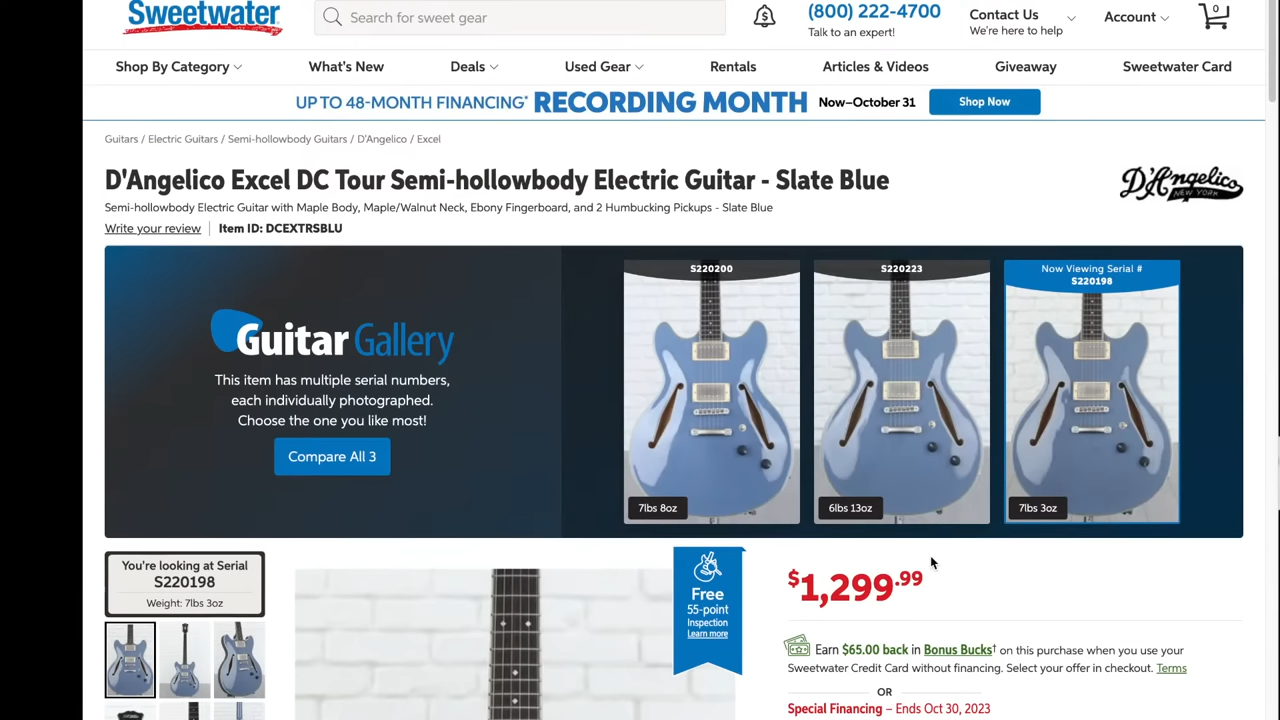 Sweetwater
Search for sweet gear
(800) 222-4700
Talk to an expert!
Contact Us
We're here to help
Account
0
Shop By Category
What's New
Deals
Used Gear
Rentals
Articles & Videos
Giveaway
Sweetwater Card
UP TO 48-MONTH FINANCING* RECORDING MONTH Now–October 31 Shop Now
Guitars / Electric Guitars / Semi-hollowbody Guitars / D'Angelico / Excel
D'Angelico Excel DC Tour Semi-hollowbody Electric Guitar - Slate Blue
D'Angelico
NEW YORK
Semi-hollowbody Electric Guitar with Maple Body, Maple/Walnut Neck, Ebony Fingerboard, and 2 Humbucking Pickups - Slate Blue
Write your review
Item ID: DCEXTRSBLU
Guitar Gallery
This item has multiple serial numbers,
each individually photographed.
Choose the one you like most!
Compare All 3
S220200
7lbs 8oz
S220223
6lbs 13oz
Now Viewing Serial #
S220198
7lbs 3oz
You're looking at Serial
S220198
Weight: 7lbs 3oz
Free
55-point
Inspection
Learn more
$1,299.99
Earn $65.00 back in Bonus Bucks† on this purchase when you use your
Sweetwater Credit Card without financing. Select your offer in checkout. Terms
OR
Special Financing – Ends Oct 30, 2023